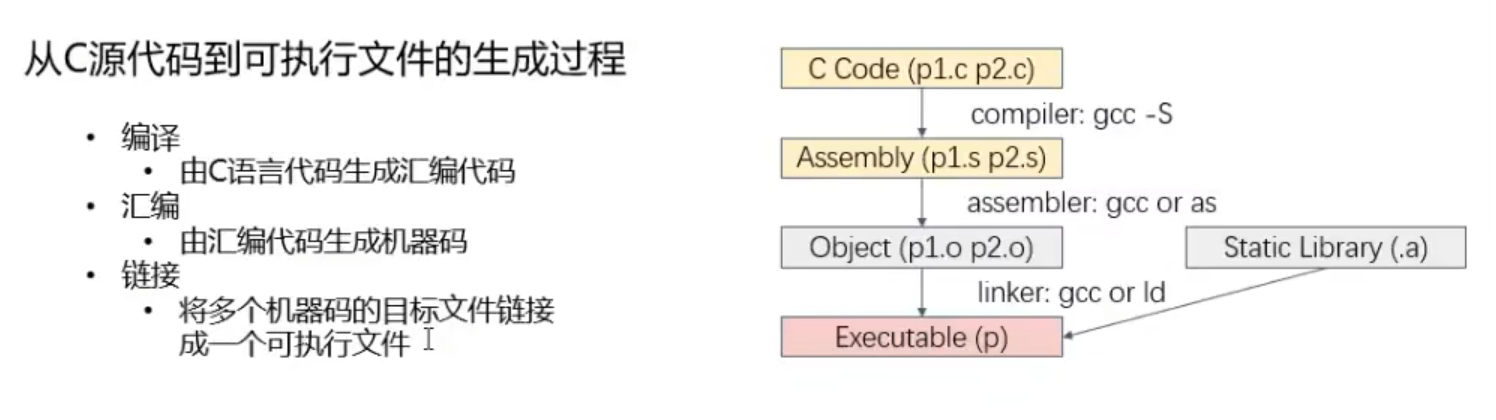 从C源代码到可执行文件的生成过程
• 编译
• 由C语言代码生成汇编代码
• 汇编
• 由汇编代码生成机器码
• 链接
• 将多个机器码的目标文件链接
成一个可执行文件
C Code (p1.c p2.c)
compiler: gcc -S
Assembly (p1.s p2.s)
assembler: gcc or as
Object (p1.o p2.o)
Static Library (.a)
linker: gcc or ld
Executable (p)